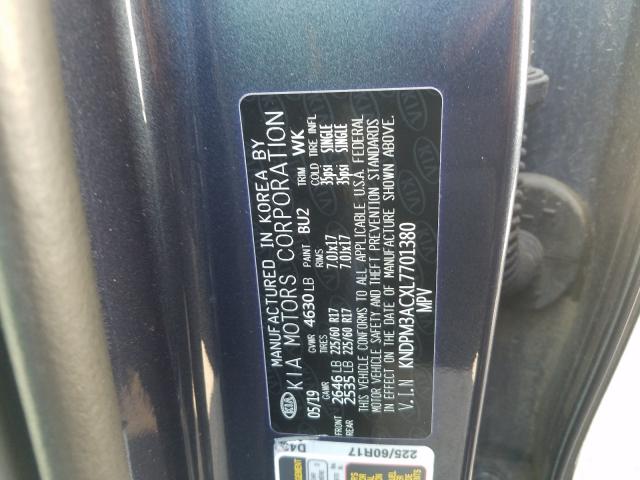 MANUFACTURED IN KOREA BY
KIA MOTORS CORPORATION
05/19 GVWR 4630 LB PAINT BU2 TRIM WK
TIRES RIMS COLD TIRE INFL
FRONT 2646 LB 225/60 R17 7.0Jx17 35psi SINGLE
REAR 2535 LB 225/60 R17 7.0Jx17 35psi SINGLE
THIS VEHICLE CONFORMS TO ALL APPLICABLE U.S.A. FEDERAL
MOTOR VEHICLE SAFETY AND THEFT PREVENTION STANDARDS
IN EFFECT ON THE DATE OF MANUFACTURE SHOWN ABOVE.
V.I.N KNDPM3ACXL7701380
MPV
KIA
225/60R17